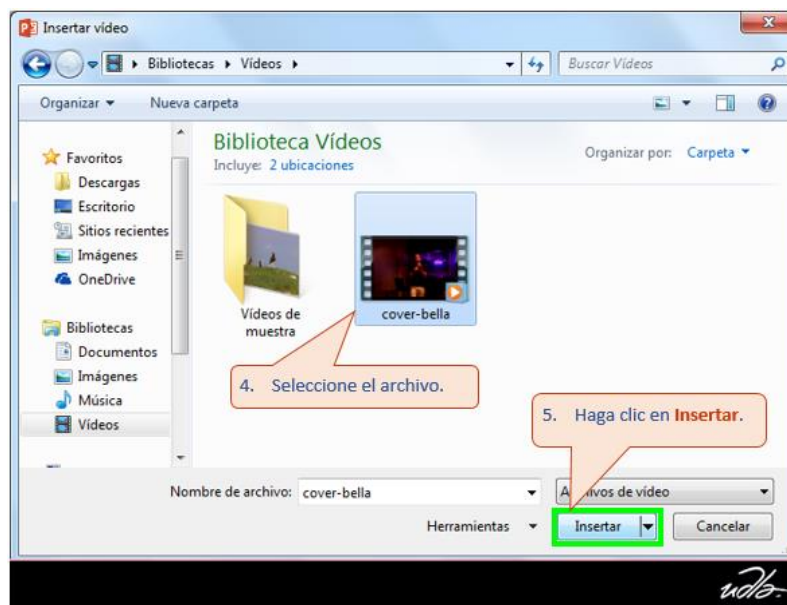 Insertar vídeo
Bibliotecas
Vídeos
Buscar Vídeos
Organizar
Nueva carpeta
Favoritos
Descargas
Escritorio
Sitios recientes
Imágenes
OneDrive
Bibliotecas
Documentos
Imágenes
Música
Vídeos
Biblioteca Vídeos
Incluye: 2 ubicaciones
Organizar por: Carpeta
Vídeos de
muestra
cover-bella
4. Seleccione el archivo.
5. Haga clic en Insertar.
Nombre de archivo: cover-bella
de vídeo
Herramientas
Insertar
Cancelar
udla-